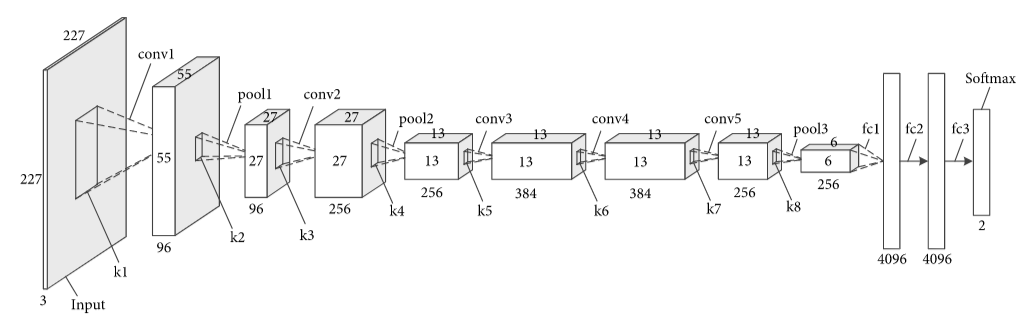 227
227
3
Input
k1
conv1
55
55
96
k2
pool1
27
27
96
k3
conv2
27
27
256
k4
pool2
13
13
256
k5
conv3
13
13
384
k6
conv4
13
13
384
k7
conv5
13
13
256
k8
pool3
6
6
256
fc1
4096
fc2
4096
fc3
Softmax
2